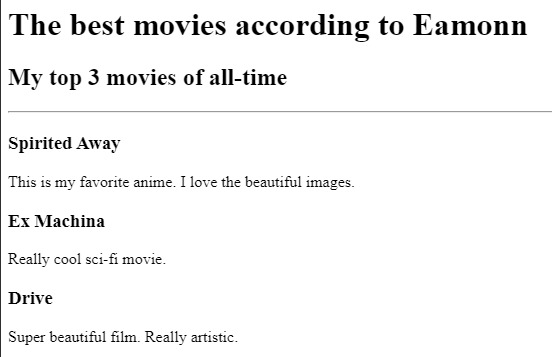 The best movies according to Eamonn
My top 3 movies of all-time
Spirited Away
This is my favorite anime. I love the beautiful images.
Ex Machina
Really cool sci-fi movie.
Drive
Super beautiful film. Really artistic.